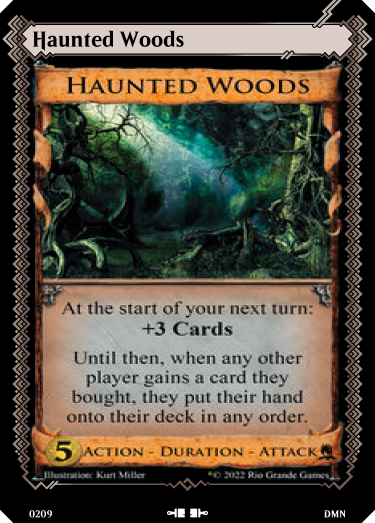 Haunted Woods
HAUNTED WOODS
At the start of your next turn:
+3 Cards
Until then, when any other
player gains a card they
bought, they put their hand
onto their deck in any order.
5 ACTION - DURATION - ATTACK
Illustration: Kurt Miller *© 2022 Rio Grande Games
0209 DMN